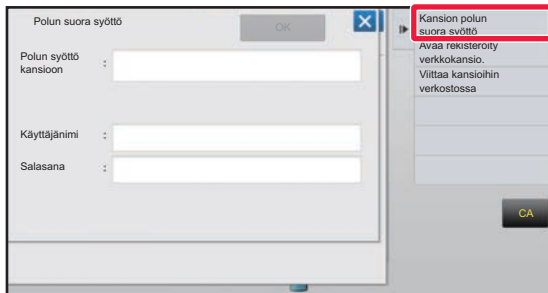 Polun suora syöttö
OK
Polun syöttö
kansioon :
Käyttäjänimi :
Salasana :
Kansion polun
suora syöttö
Avaa rekisteröity
verkkokansio.
Viittaa kansioihin
verkostossa
CA